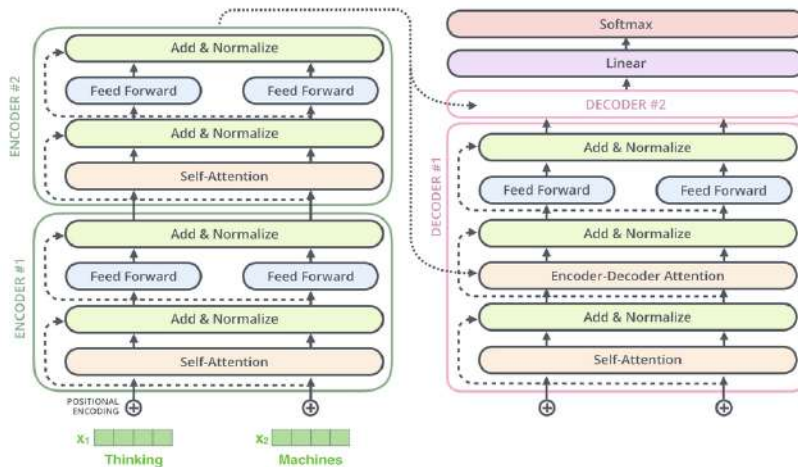 ENCODER #2
Add & Normalize
Feed Forward
Feed Forward
Add & Normalize
Self-Attention
ENCODER #1
Add & Normalize
Feed Forward
Feed Forward
Add & Normalize
Self-Attention
POSITIONAL
ENCODING
X1
X2
Thinking
Machines
Softmax
Linear
DECODER #2
DECODER #1
Add & Normalize
Feed Forward
Feed Forward
Add & Normalize
Encoder-Decoder Attention
Add & Normalize
Self-Attention